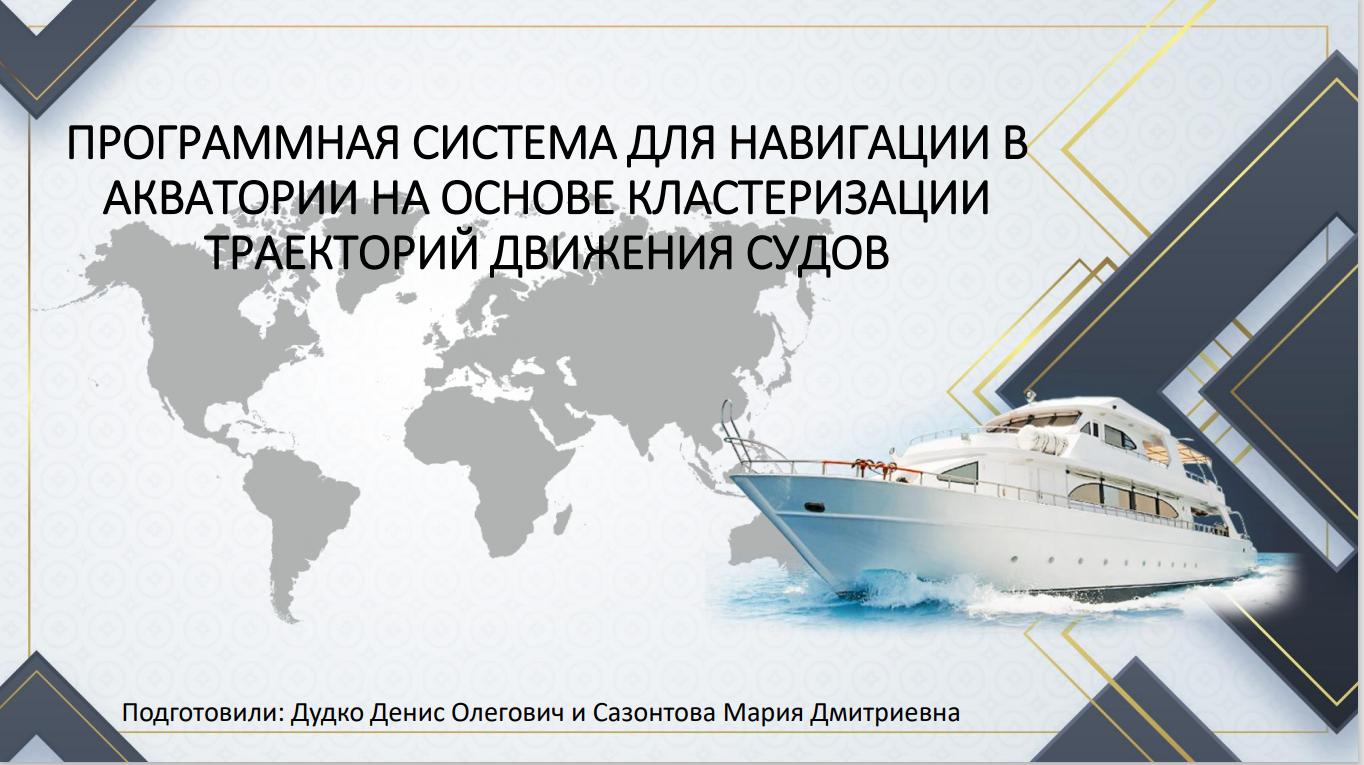 ПРОГРАММНАЯ СИСТЕМА ДЛЯ НАВИГАЦИИ В
АКВАТОРИИ НА ОСНОВЕ КЛАСТЕРИЗАЦИИ
ТРАЕКТОРИЙ ДВИЖЕНИЯ СУДОВ
Подготовили: Дудко Денис Олегович и Сазонтова Мария Дмитриевна